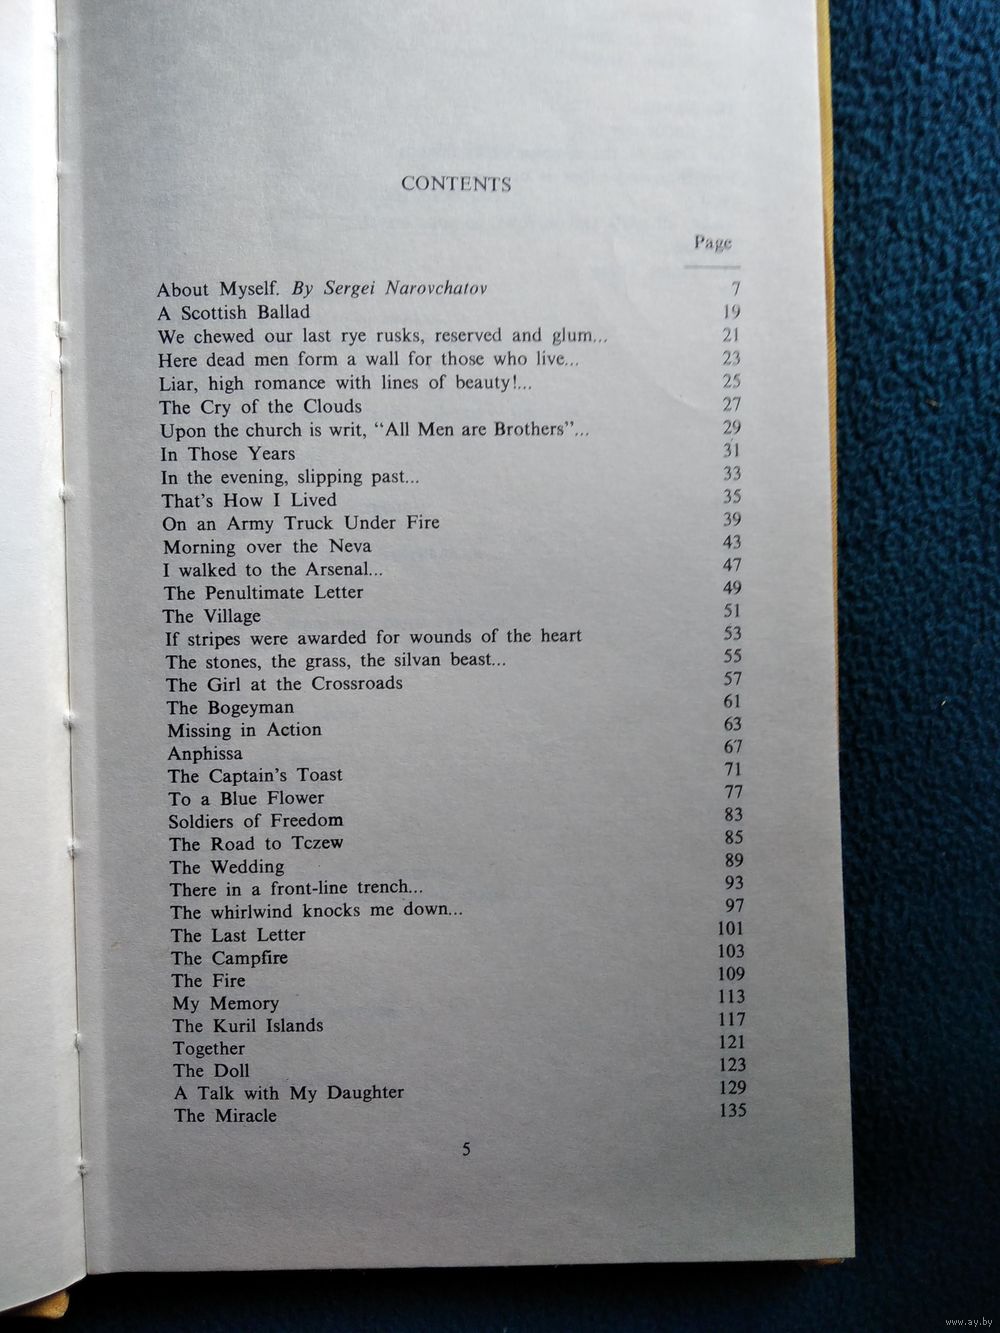 CONTENTS
Page
About Myself. By Sergei Narovchatov 7
A Scottish Ballad 19
We chewed our last rye rusks, reserved and glum... 21
Here dead men form a wall for those who live... 23
Liar, high romance with lines of beauty!... 25
The Cry of the Clouds 27
Upon the church is writ, “All Men are Brothers”... 29
In Those Years 31
In the evening, slipping past... 33
That’s How I Lived 35
On an Army Truck Under Fire 39
Morning over the Neva 43
I walked to the Arsenal... 47
The Penultimate Letter 49
The Village 51
If stripes were awarded for wounds of the heart 53
The stones, the grass, the silvan beast... 55
The Girl at the Crossroads 57
The Bogeyman 61
Missing in Action 63
Anphissa 67
The Captain’s Toast 71
To a Blue Flower 77
Soldiers of Freedom 83
The Road to Tczew 85
The Wedding 89
There in a front-line trench... 93
The whirlwind knocks me down... 97
The Last Letter 101
The Campfire 103
The Fire 109
My Memory 113
The Kuril Islands 117
Together 121
The Doll 123
A Talk with My Daughter 129
The Miracle 135
5
www.ay.by